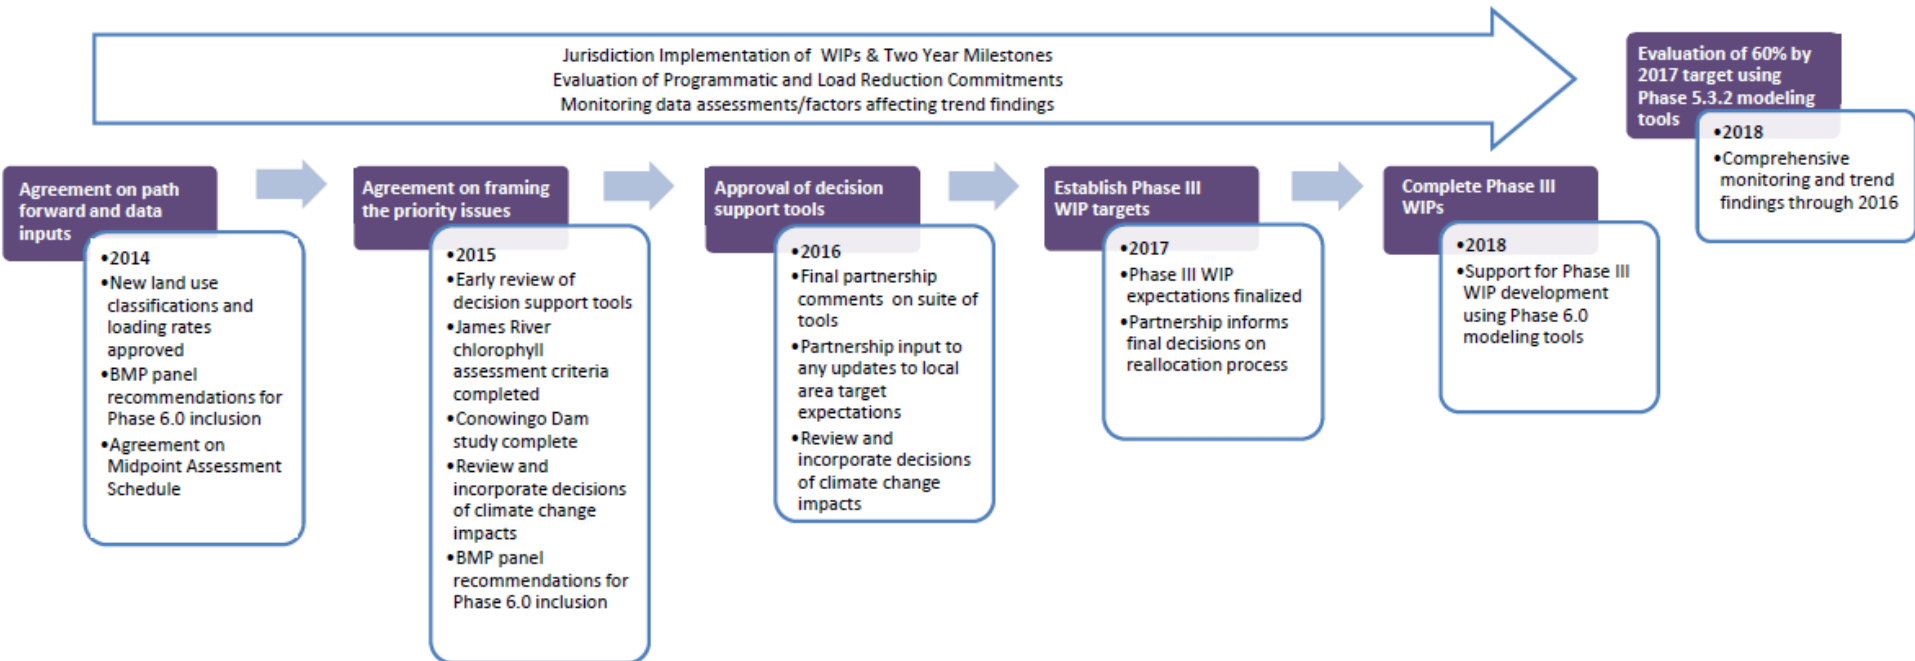 Jurisdiction Implementation of WIPs & Two Year Milestones
Evaluation of Programmatic and Load Reduction Commitments
Monitoring data assessments/factors affecting trend findings
Evaluation of 60% by
2017 target using
Phase 5.3.2 modeling
tools
•2018
•Comprehensive
monitoring and trend
findings through 2016
Agreement on path
forward and data
inputs
•2014
•New land use
classifications and
loading rates
approved
•BMP panel
recommendations for
Phase 6.0 inclusion
•Agreement on
Midpoint Assessment
Schedule
Agreement on framing
the priority issues
•2015
•Early review of
decision support tools
•James River
chlorophyll
assessment criteria
completed
•Conowingo Dam
study complete
•Review and
incorporate decisions
of climate change
impacts
•BMP panel
recommendations for
Phase 6.0 inclusion
Approval of decision
support tools
•2016
•Final partnership
comments on suite of
tools
•Partnership input to
any updates to local
area target
expectations
•Review and
incorporate decisions
of climate change
impacts
Establish Phase III
WIP targets
•2017
•Phase III WIP
expectations finalized
•Partnership informs
final decisions on
reallocation process
Complete Phase III
WIPs
•2018
•Support for Phase III
WIP development
using Phase 6.0
modeling tools